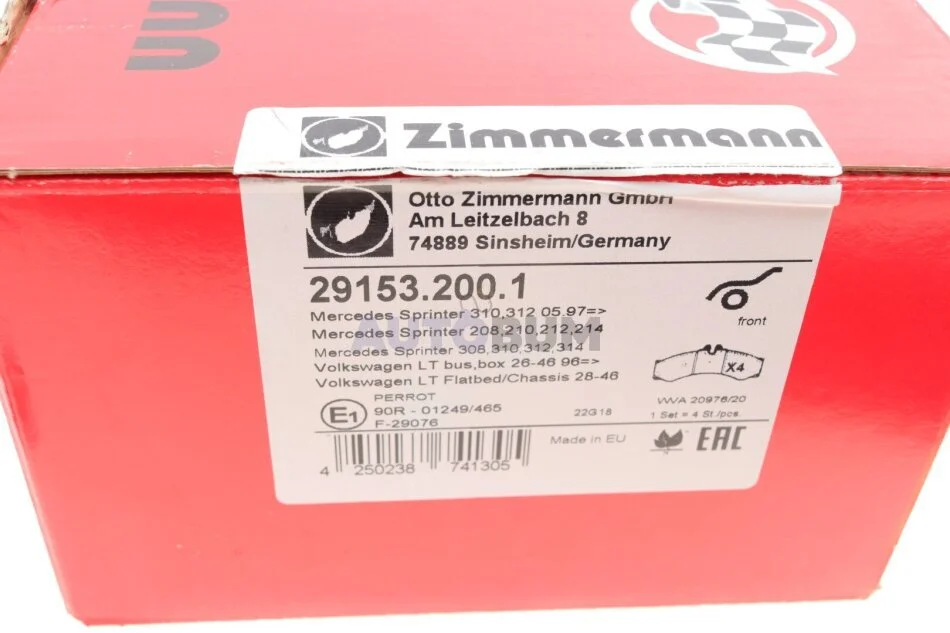 Zimmermann
Otto Zimmermann GmbH
Am Leitzelbach 8
74889 Sinsheim/Germany
29153.200.1
Mercedes Sprinter 310,312 05.97=>
Mercedes Sprinter 208,210,212,214
Mercedes Sprinter 308,310,312,314
Volkswagen LT bus,box 26-46 96=>
Volkswagen LT Flatbed/Chassis 28-46
AUTOBUM
front
X4
PERROT
E1
90R - 01249/465
F-29076
22G18
WVA 20976/20
1 Set = 4 St./pcs.
Made in EU
EAC
4 250238 741305